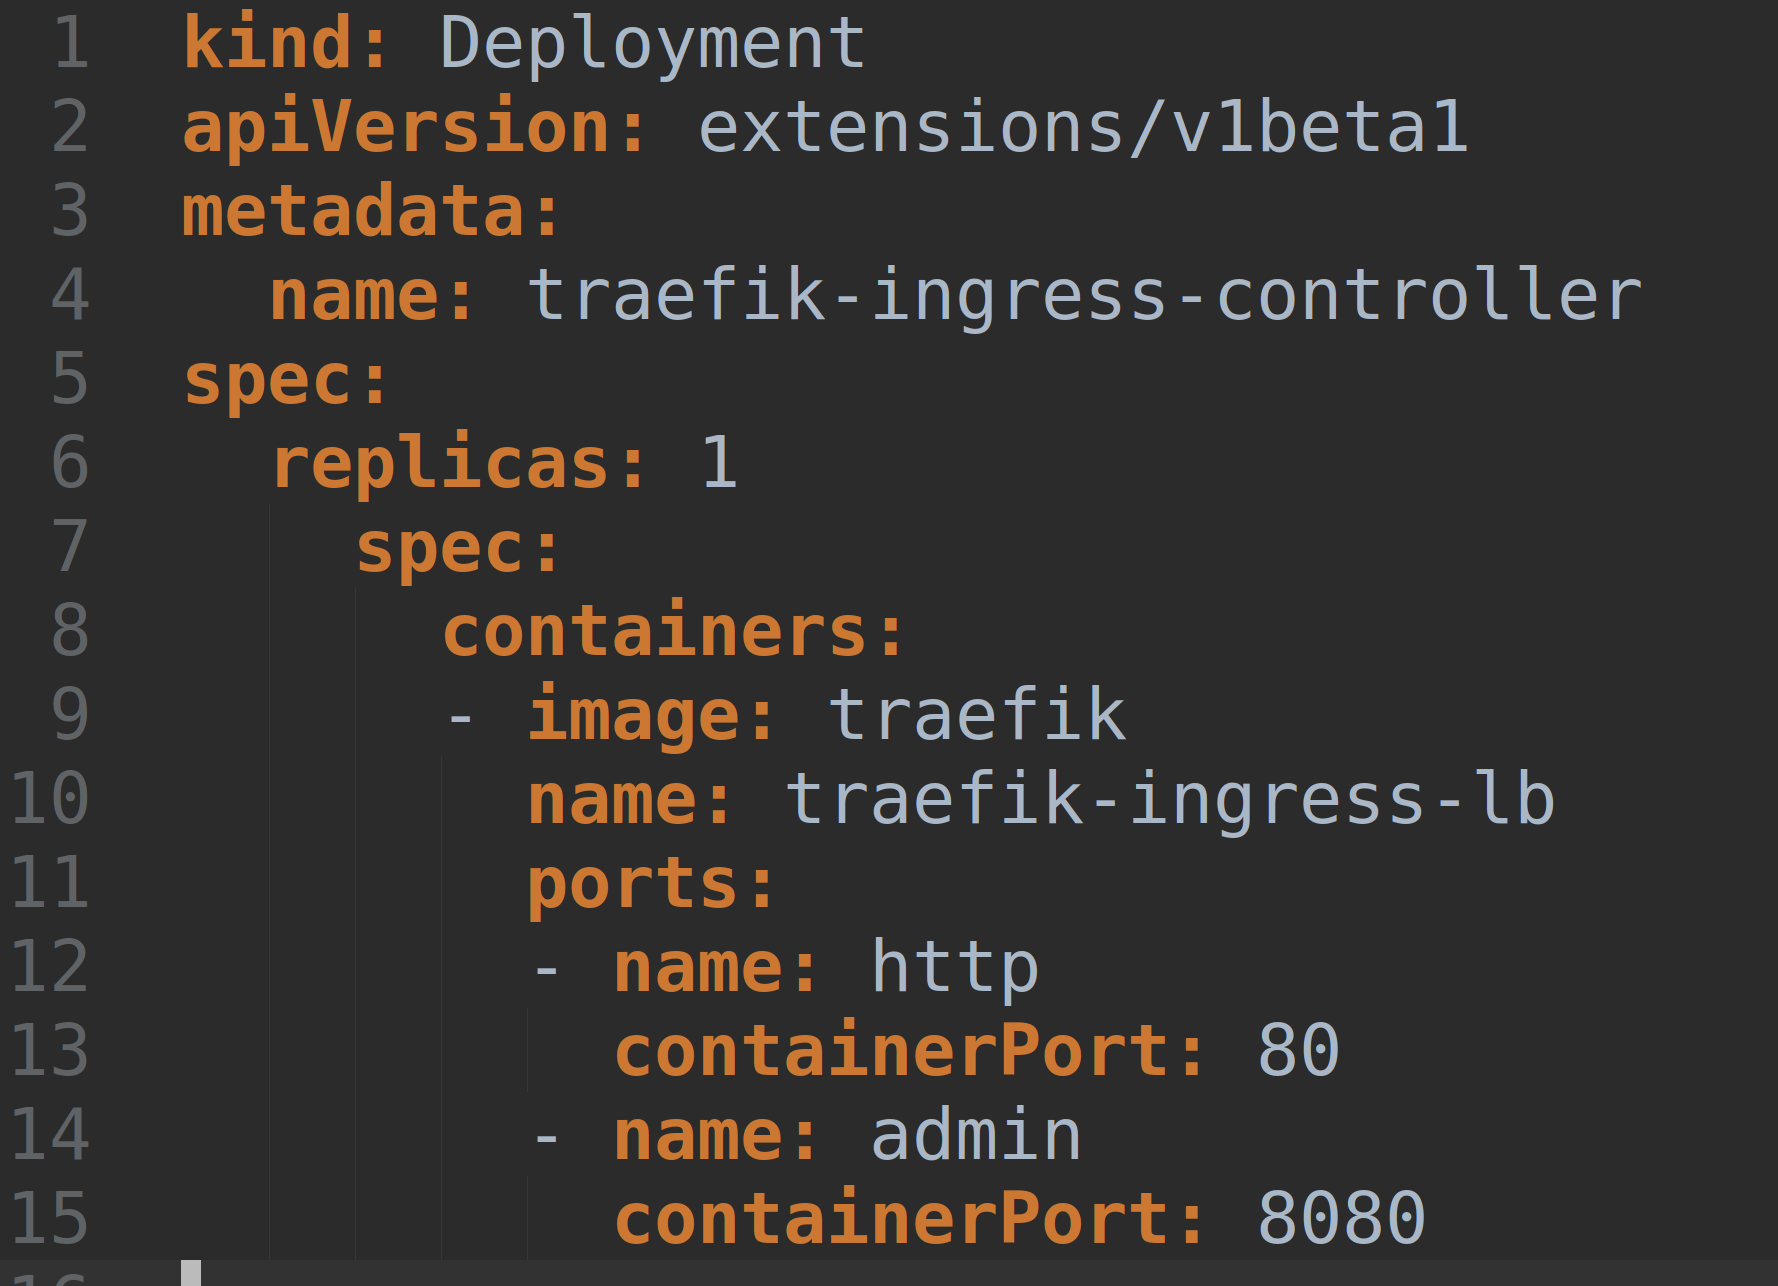 1 kind: Deployment
2 apiVersion: extensions/v1beta1
3 metadata:
4   name: traefik-ingress-controller
5 spec:
6   replicas: 1
7     spec:
8       containers:
9       - image: traefik
10         name: traefik-ingress-lb
11         ports:
12         - name: http
13           containerPort: 80
14         - name: admin
15           containerPort: 8080
16